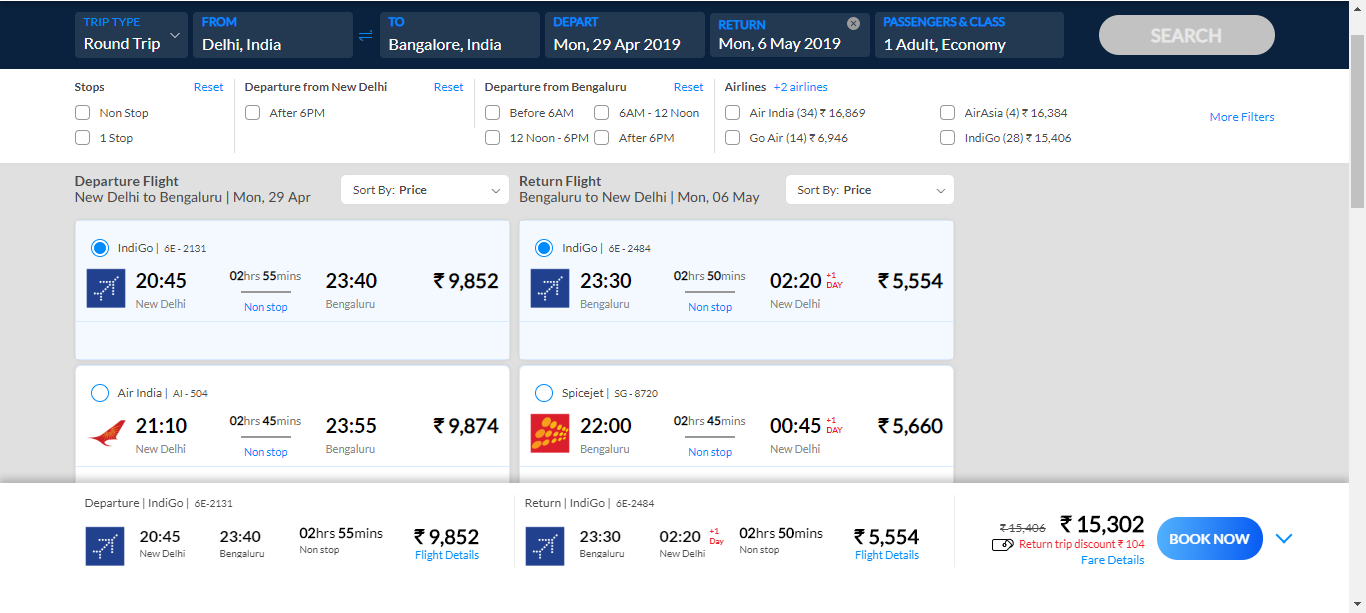 TRIP TYPE
Round Trip
FROM
Delhi, India
TO
Bangalore, India
DEPART
Mon, 29 Apr 2019
RETURN
Mon, 6 May 2019
PASSENGERS & CLASS
1 Adult, Economy
SEARCH
Stops Reset
Non Stop
1 Stop
Departure from New Delhi Reset
After 6PM
Departure from Bengaluru Reset
Before 6AM 6AM - 12 Noon
12 Noon - 6PM After 6PM
Airlines +2 airlines
Air India (34) ₹ 16,869 AirAsia (4) ₹ 16,384
Go Air (14) ₹ 6,946 IndiGo (28) ₹ 15,406
More Filters
Departure Flight
New Delhi to Bengaluru | Mon, 29 Apr
Sort By: Price
Return Flight
Bengaluru to New Delhi | Mon, 06 May
Sort By: Price
IndiGo | 6E - 2131
20:45 02hrs 55mins 23:40 ₹ 9,852
New Delhi Non stop Bengaluru
IndiGo | 6E - 2484
23:30 02hrs 50mins 02:20 +1 DAY ₹ 5,554
Bengaluru Non stop New Delhi
Air India | AI - 504
21:10 02hrs 45mins 23:55 ₹ 9,874
New Delhi Non stop Bengaluru
Spicejet | SG - 8720
22:00 02hrs 45mins 00:45 +1 DAY ₹ 5,660
Bengaluru Non stop New Delhi
Departure | IndiGo | 6E-2131
20:45 23:40 02hrs 55mins ₹ 9,852
New Delhi Bengaluru Non stop Flight Details
Return | IndiGo | 6E-2484
23:30 02:20 +1 Day 02hrs 50mins ₹ 5,554
Bengaluru New Delhi Non stop Flight Details
₹ 15,406 ₹ 15,302
Return trip discount ₹ 104
Fare Details
BOOK NOW